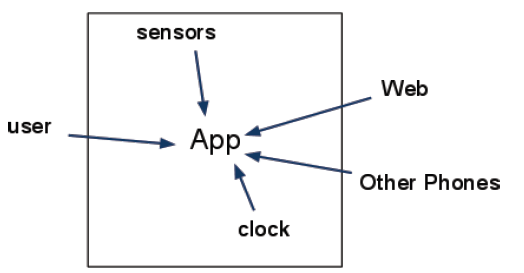 sensors
Web
user
App
Other Phones
clock